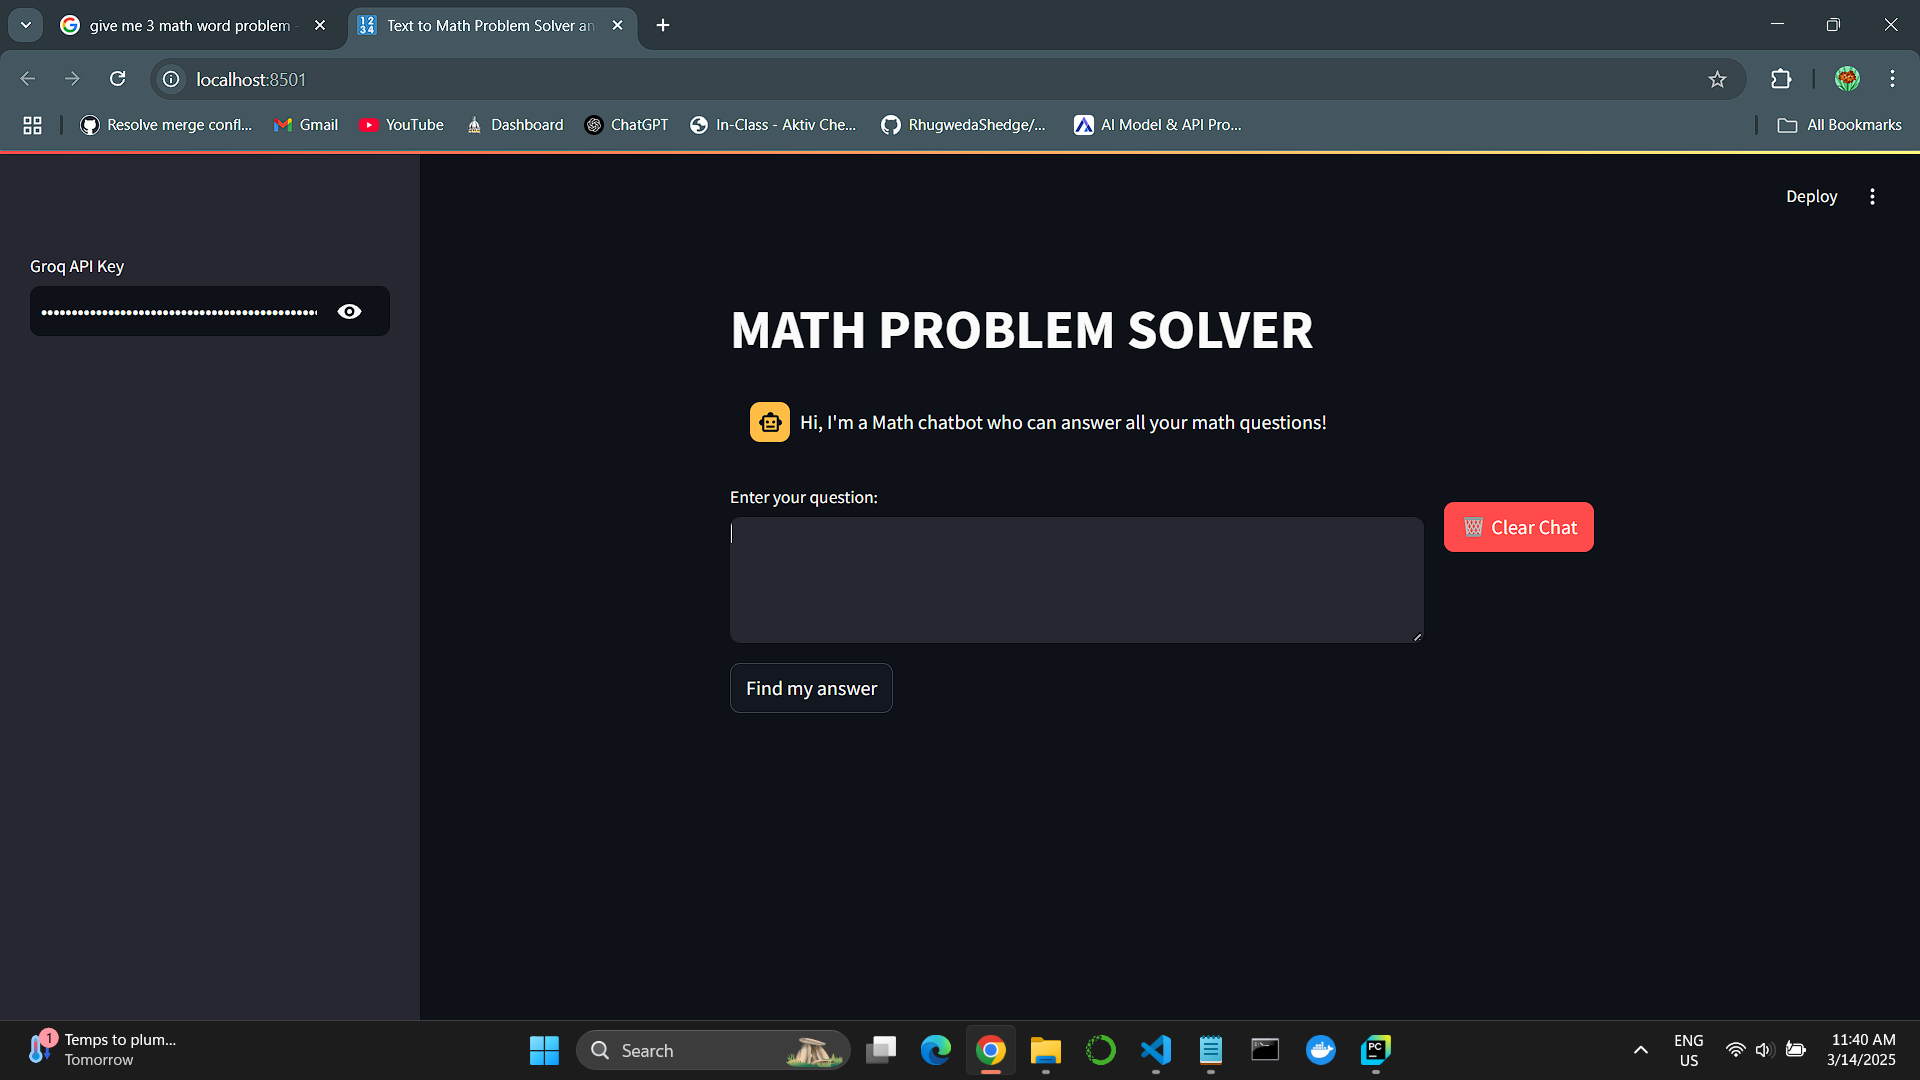 give me 3 math word problem -
Text to Math Problem Solver an
localhost:8501
Resolve merge confl...
Gmail
YouTube
Dashboard
ChatGPT
In-Class - Aktiv Che...
RhugwedaShedge/...
AI Model & API Pro...
All Bookmarks
Deploy
Groq API Key
MATH PROBLEM SOLVER
Hi, I'm a Math chatbot who can answer all your math questions!
Enter your question:
Clear Chat
Find my answer
1
Temps to plum...
Tomorrow
Search
PC
ENG
US
11:40 AM
3/14/2025